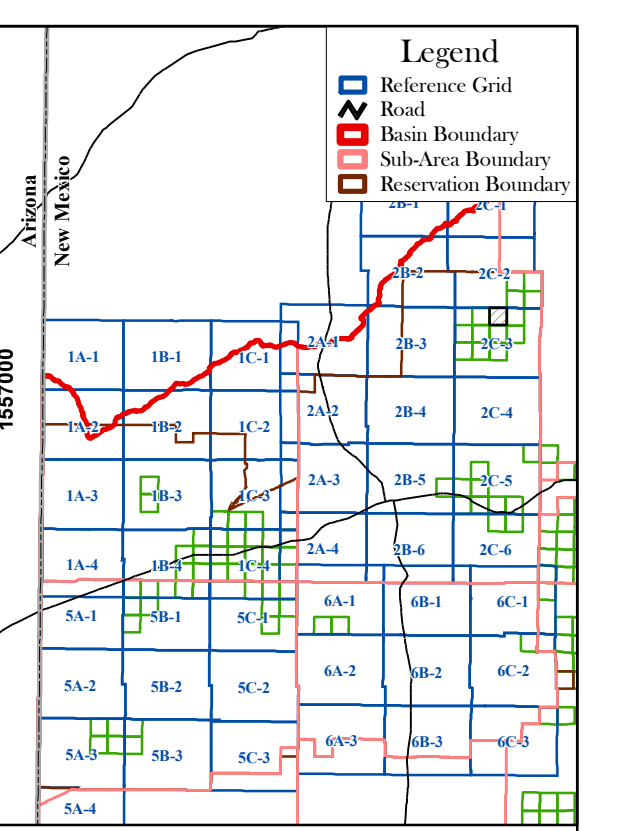 Legend
Reference Grid
Road
Basin Boundary
Sub-Area Boundary
Reservation Boundary
Arizona
New Mexico
1557000
2B-1
2C-1
2B-2
2C-2
2A-1
2B-3
2C-3
1A-1
1B-1
1C-1
2A-2
2B-4
2C-4
1A-2
1B-2
1C-2
2A-3
2B-5
2C-5
1A-3
1B-3
1C-3
2A-4
2B-6
2C-6
1A-4
1B-4
1C-4
6A-1
6B-1
6C-1
5A-1
5B-1
5C-1
6A-2
6B-2
6C-2
5A-2
5B-2
5C-2
6A-3
6B-3
6C-3
5A-3
5B-3
5C-3
5A-4